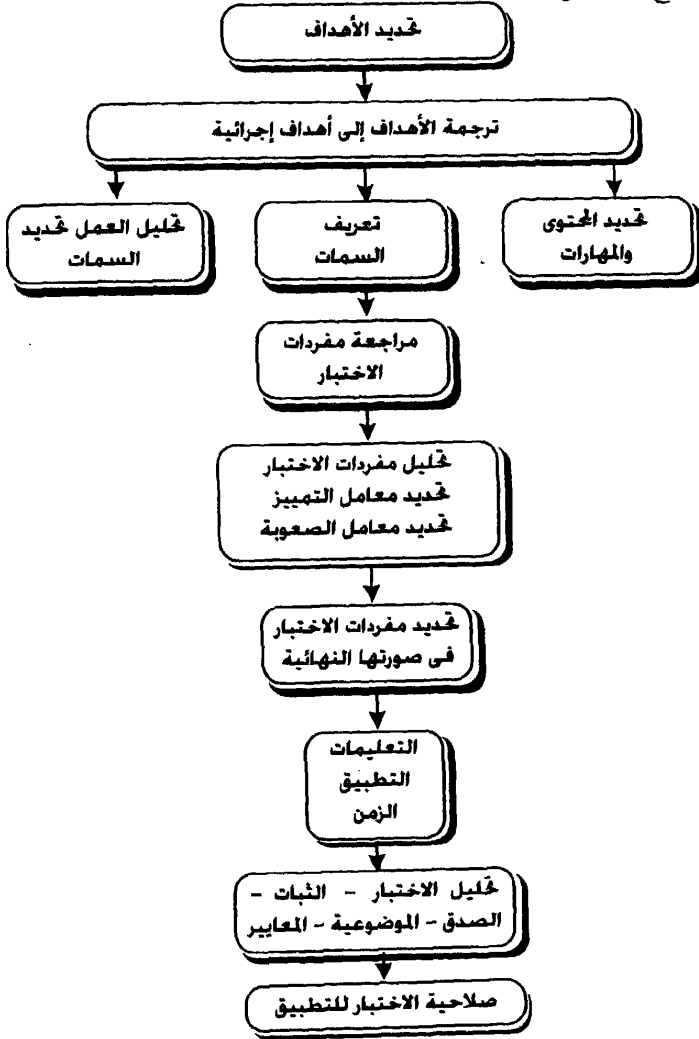 تحديد الأهداف
ترجمة الأهداف إلى أهداف إجرائية
تحديد المحتوى
والمهارات
تعريف
السمات
تحليل العمل تحديد
السمات
مراجعة مفردات
الاختبار
تحليل مفردات الاختبار
تحديد معامل التمييز
تحديد معامل الصعوبة
تحديد مفردات الاختبار
فى صورتها النهائية
التعليمات
التطبيق
الزمن
تحليل الاختبار - الثبات -
الصدق - الموضوعية - المعايير
صلاحية الاختبار للتطبيق